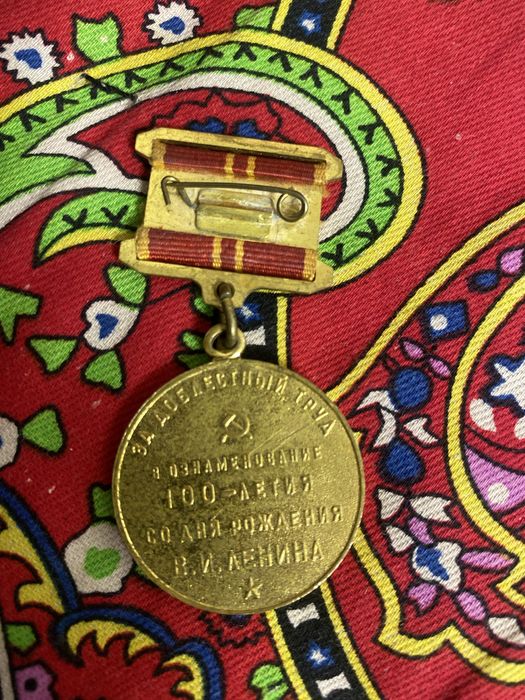 ЗА ДОБЛЕСТНЫЙ ТРУД
В ОЗНАМЕНОВАНИЕ
100-ЛЕТИЯ
СО ДНЯ РОЖДЕНИЯ
В.И. ЛЕНИНА